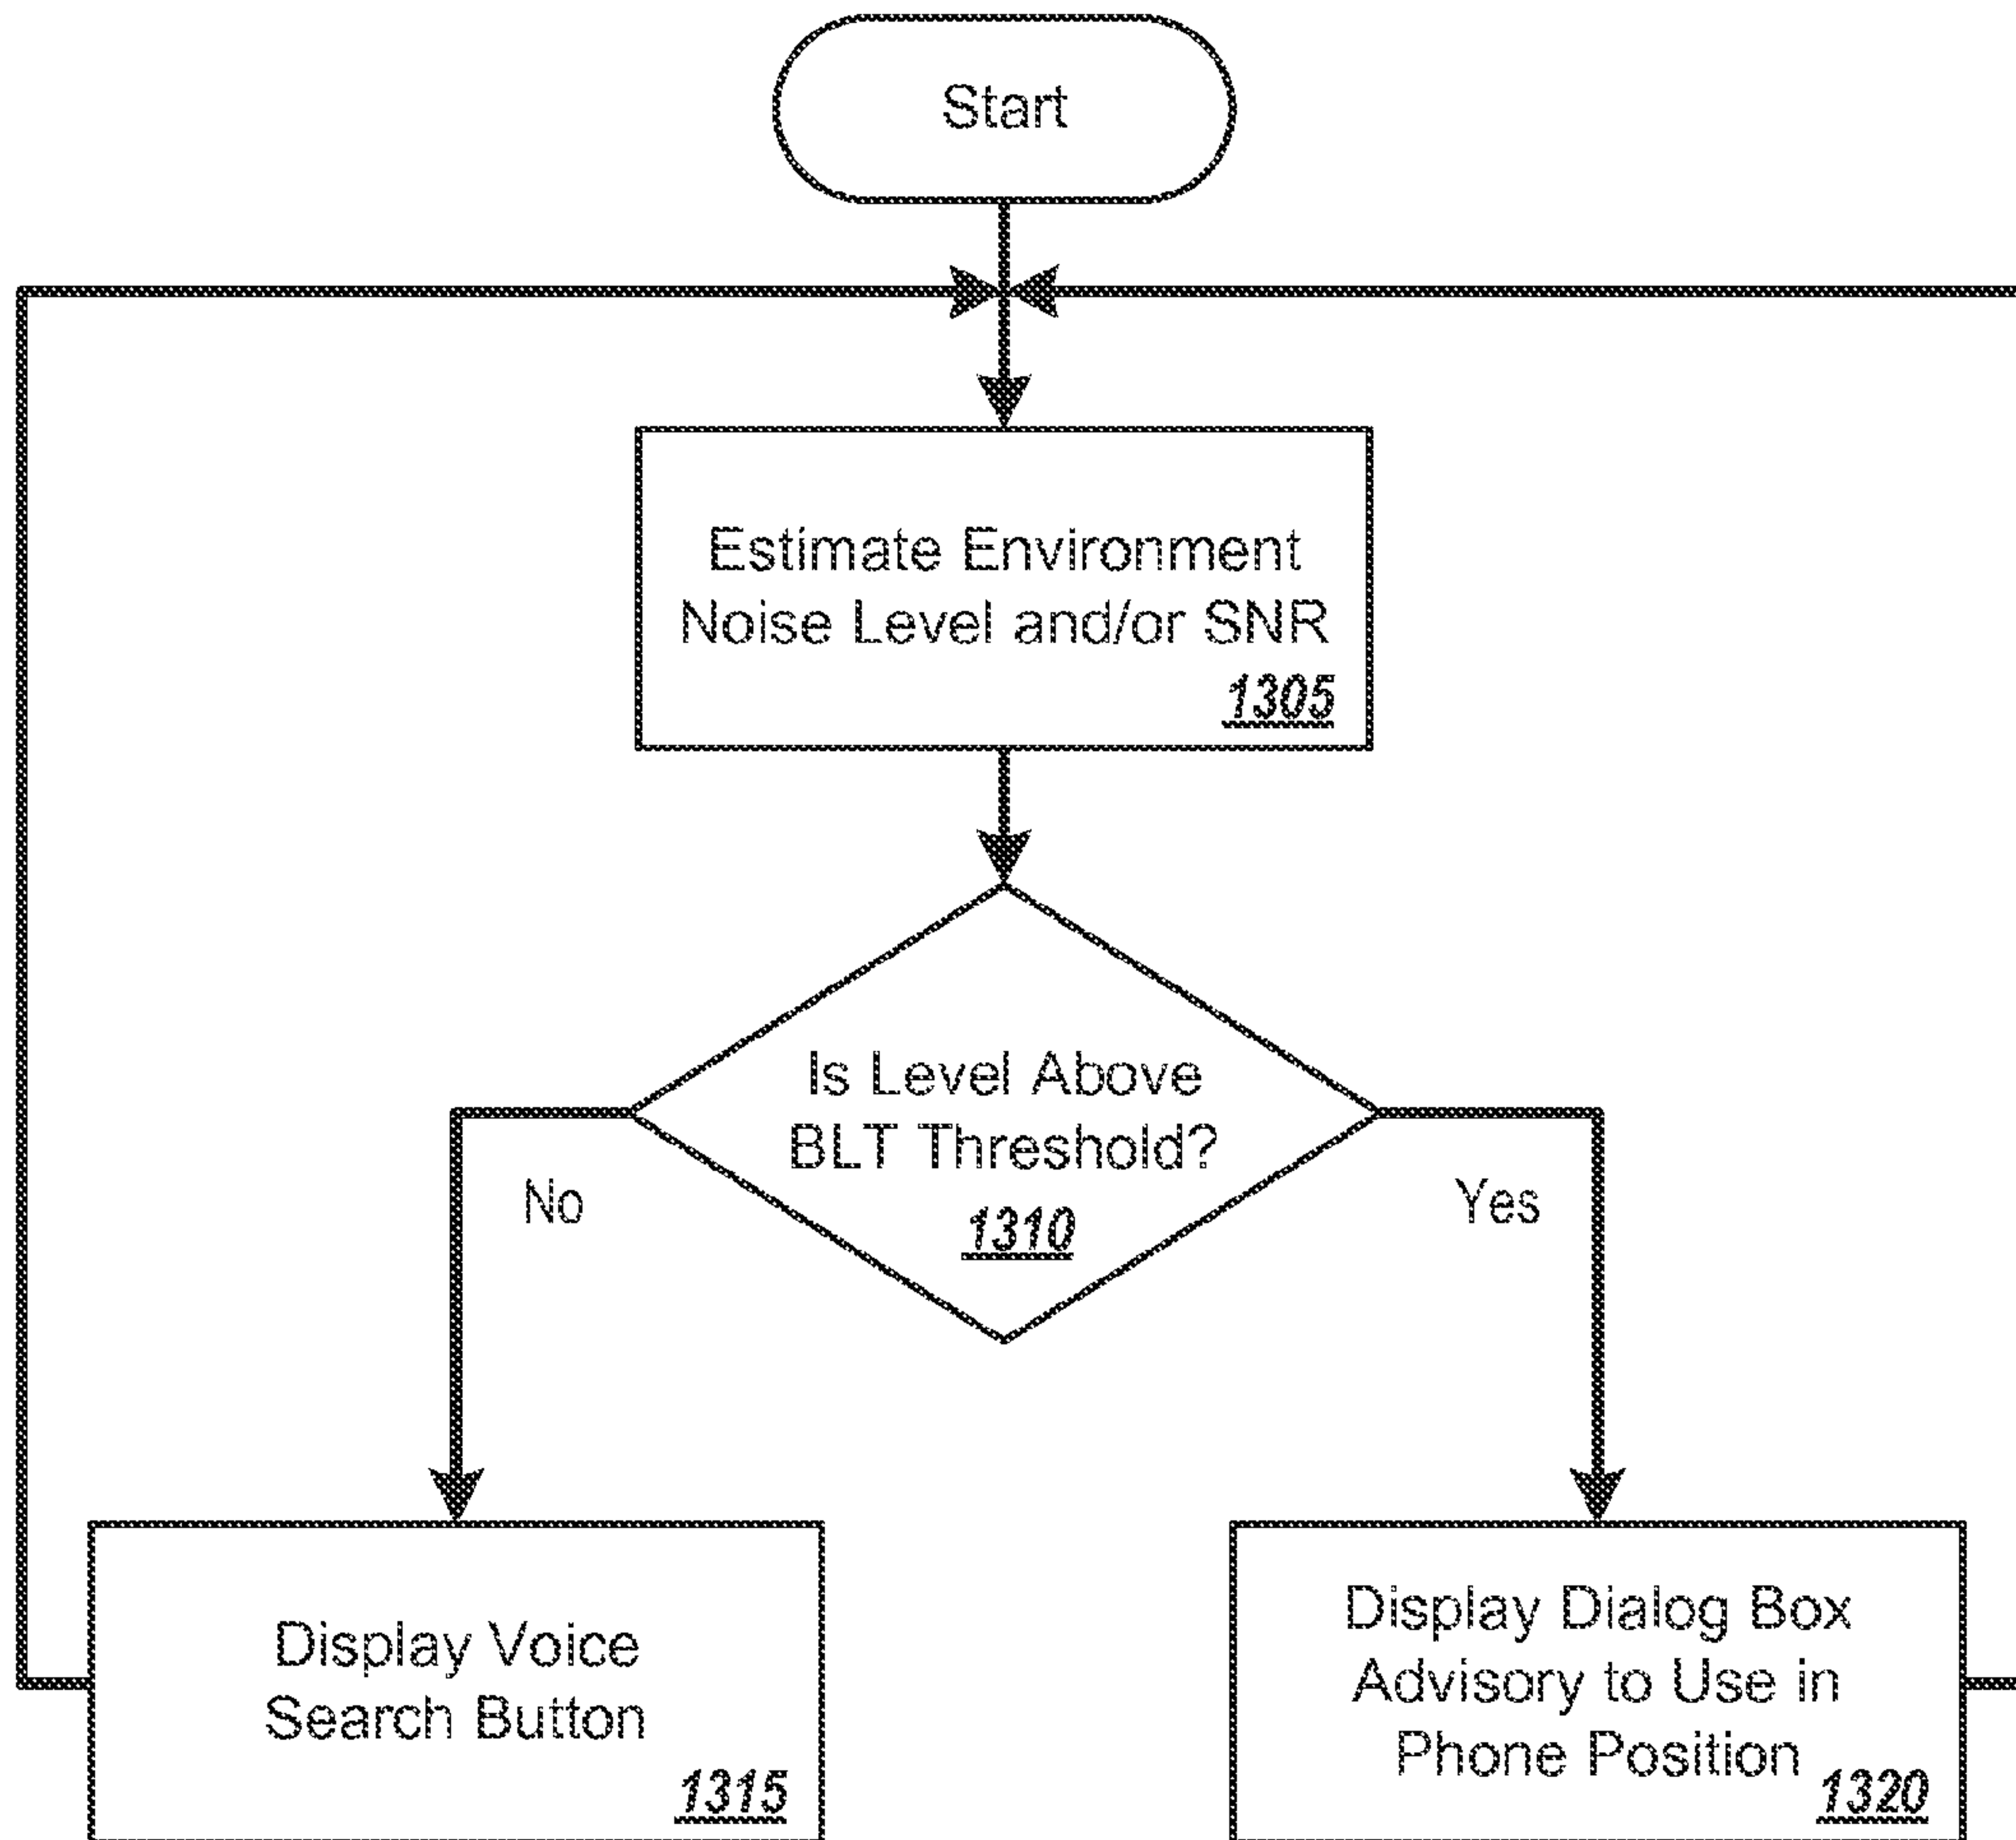 Start
Estimate Environment
Noise Level and/or SNR
1305
Is Level Above
BLT Threshold?
1310
No
Yes
Display Voice
Search Button
1315
Display Dialog Box
Advisory to Use in
Phone Position
1320